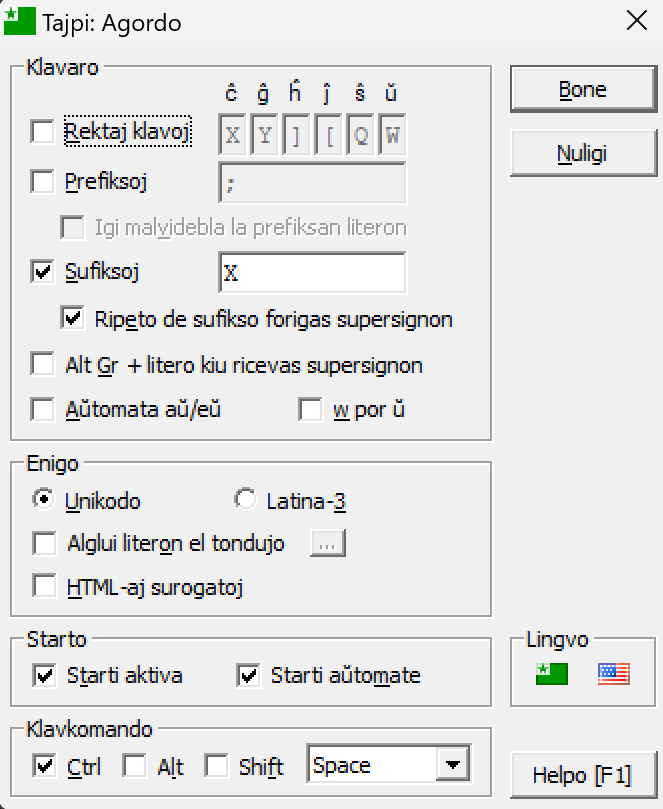 Tajpi: Agordo
Klavaro
ĉ ĝ ĥ ĵ ŝ ŭ
Rektaj klavoj X Y ] [ Q W
Prefiksoj ;
Igi malvidebla la prefiksan literon
Sufiksoj X
Ripeto de sufikso forigas supersignon
Alt Gr + litero kiu ricevas supersignon
Aŭtomata aŭ/eŭ w por ŭ
Bone
Nuligi
Enigo
Unikodo Latina-3
Alglui literon el tondujo ...
HTML-aj surogatoj
Starto
Starti aktiva Starti aŭtomate
Lingvo
Klavkomando
Ctrl Alt Shift Space
Helpo [F1]